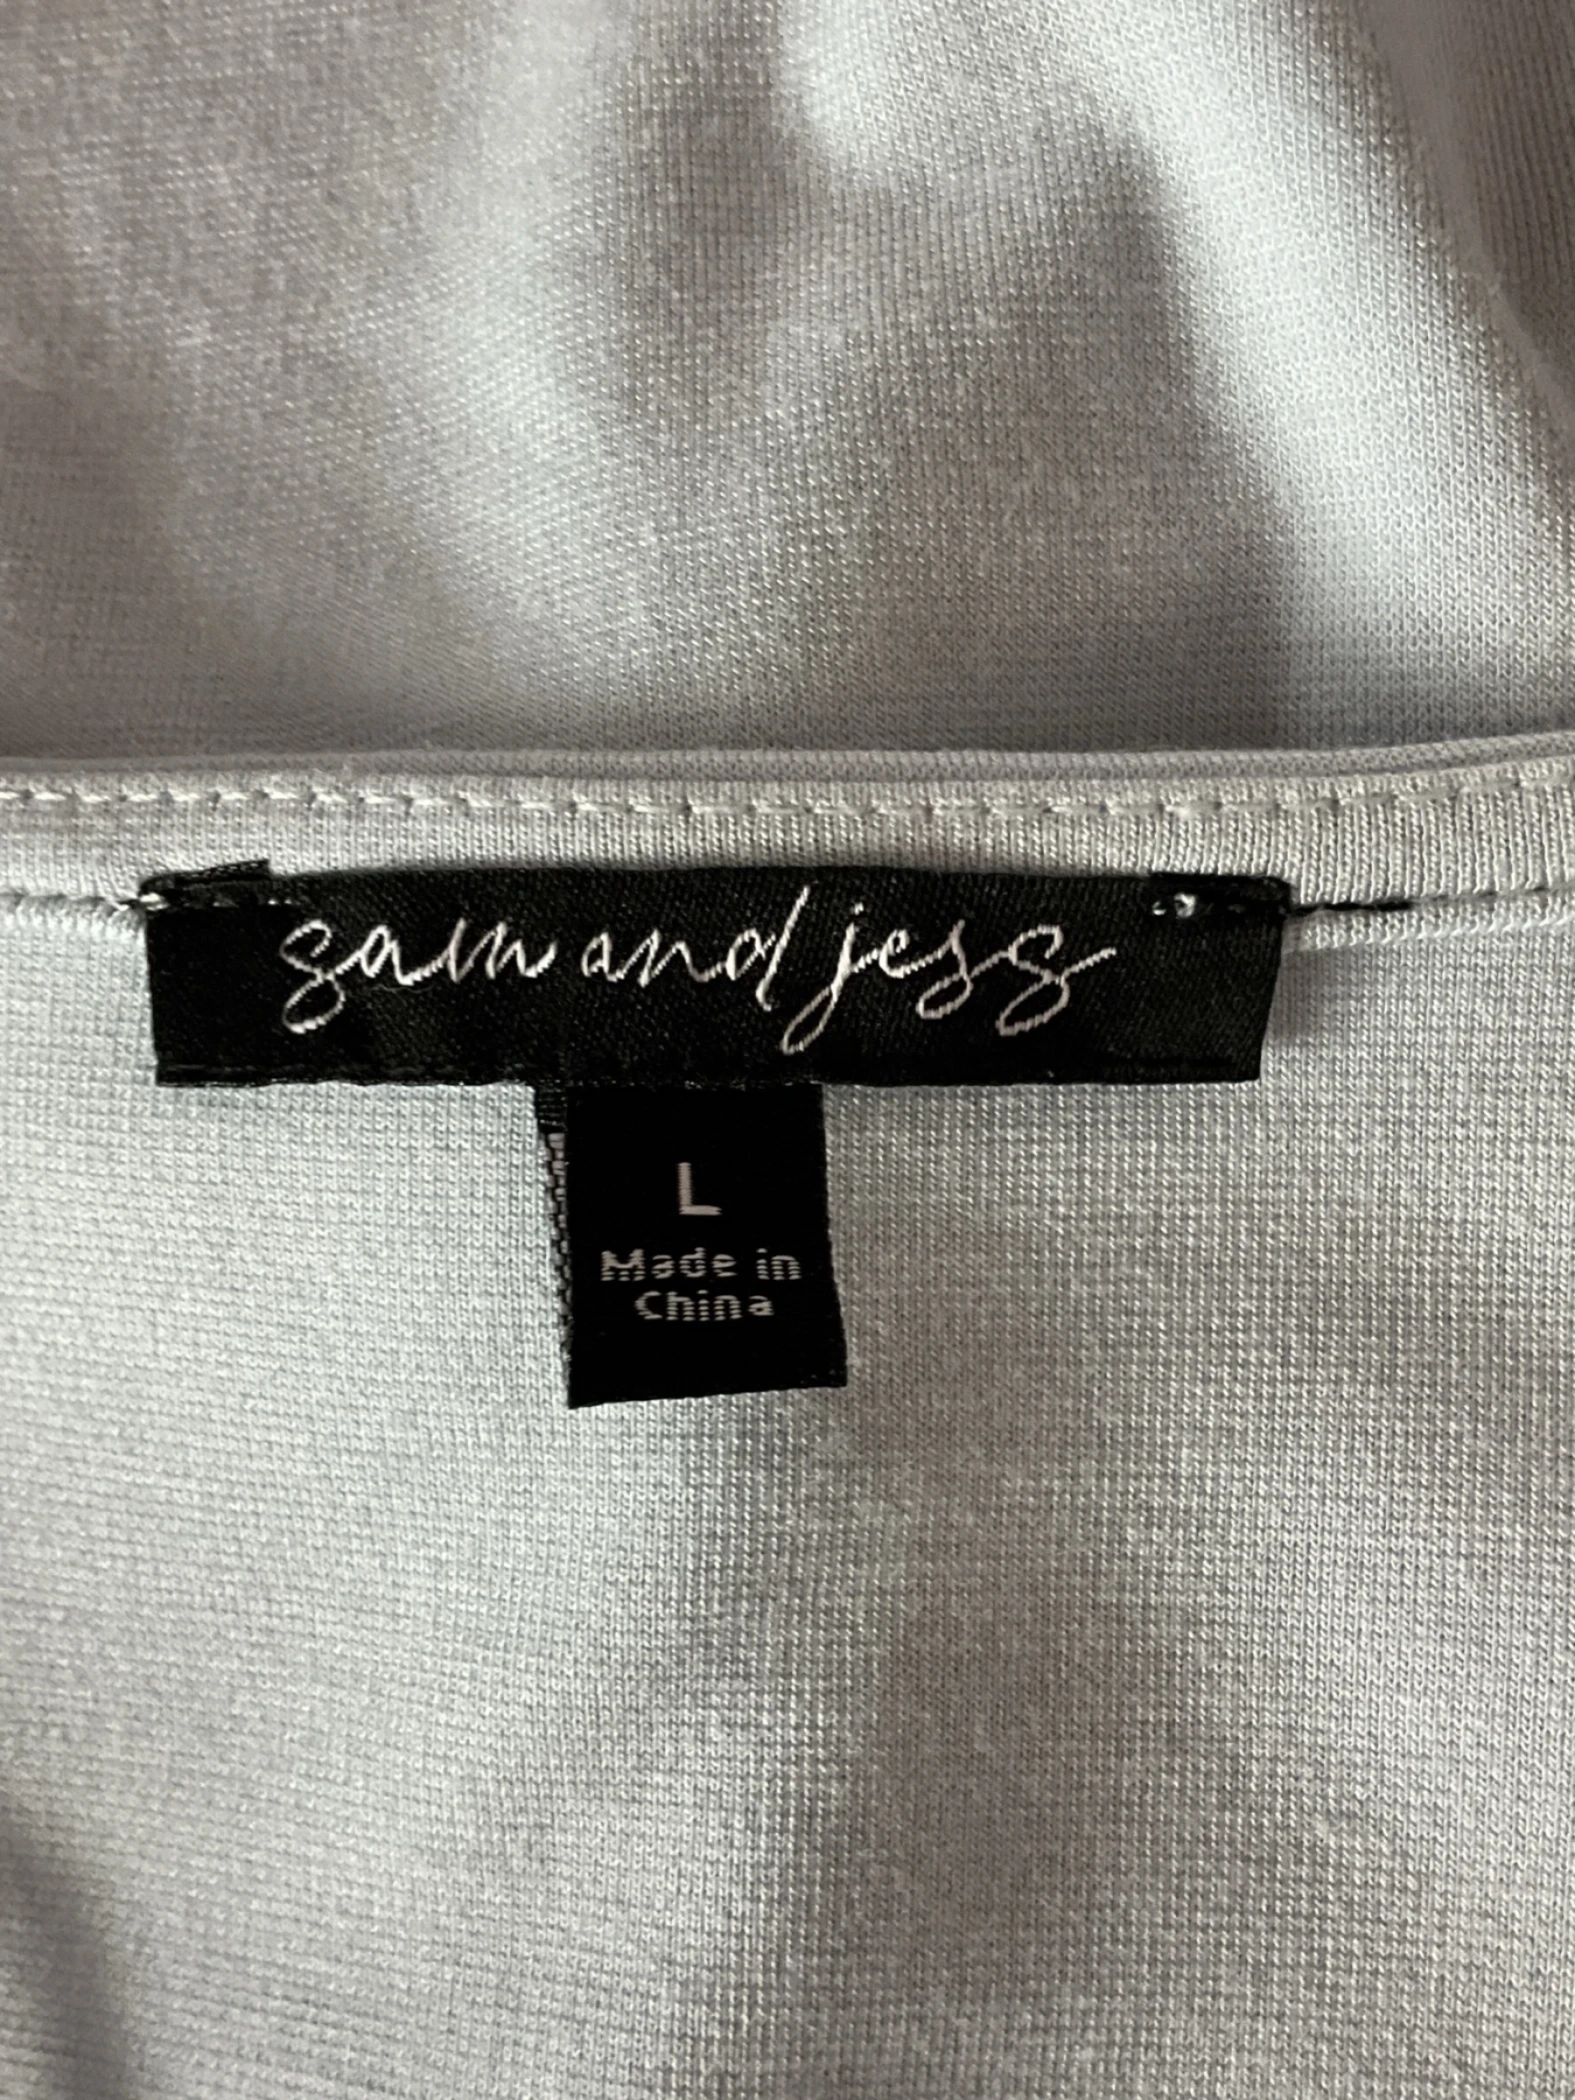 sam and jess
L
Made in
China